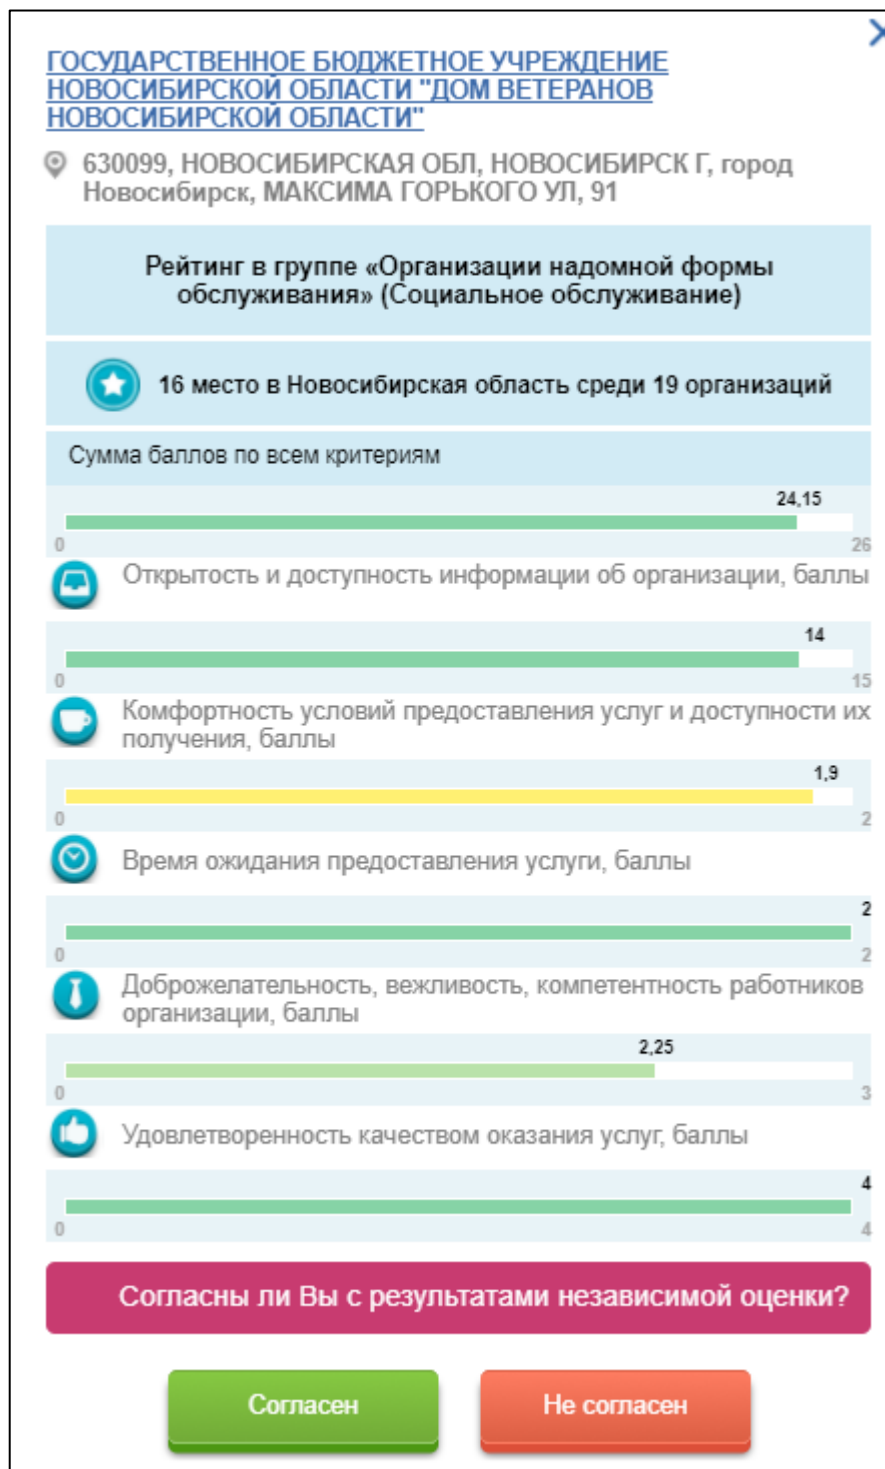 ГОСУДАРСТВЕННОЕ БЮДЖЕТНОЕ УЧРЕЖДЕНИЕ
НОВОСИБИРСКОЙ ОБЛАСТИ "ДОМ ВЕТЕРАНОВ
НОВОСИБИРСКОЙ ОБЛАСТИ"
630099, НОВОСИБИРСКАЯ ОБЛ, НОВОСИБИРСК Г, город
Новосибирск, МАКСИМА ГОРЬКОГО УЛ, 91
Рейтинг в группе «Организации надомной формы
обслуживания» (Социальное обслуживание)
16 место в Новосибирская область среди 19 организаций
Сумма баллов по всем критериям
24,15
0 26
Открытость и доступность информации об организации, баллы
14
0 15
Комфортность условий предоставления услуг и доступности их
получения, баллы
1,9
0 2
Время ожидания предоставления услуги, баллы
2
0 2
Доброжелательность, вежливость, компетентность работников
организации, баллы
2,25
0 3
Удовлетворенность качеством оказания услуг, баллы
4
0 4
Согласны ли Вы с результатами независимой оценки?
Согласен Не согласен